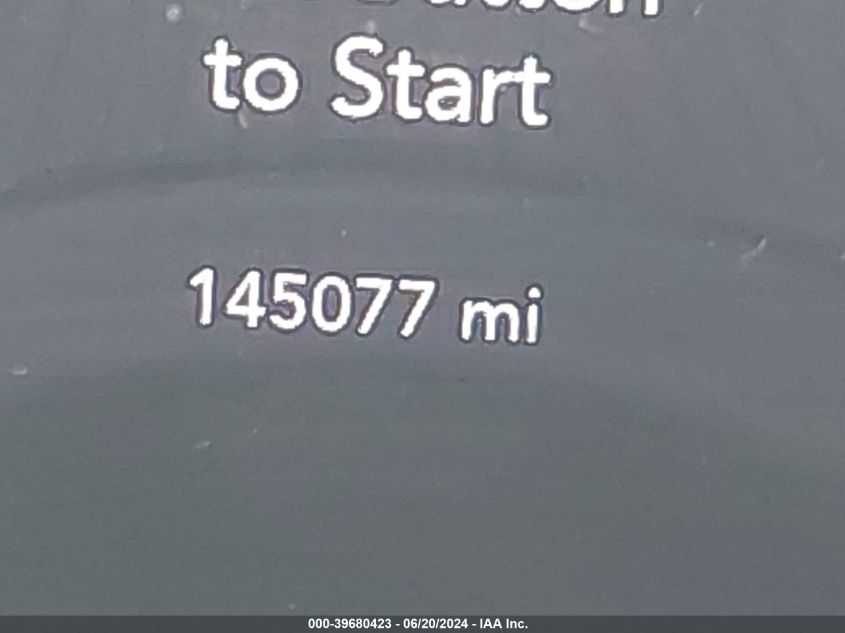 to Start
145077 mi
000-39680423 - 06/20/2024 - IAA Inc.